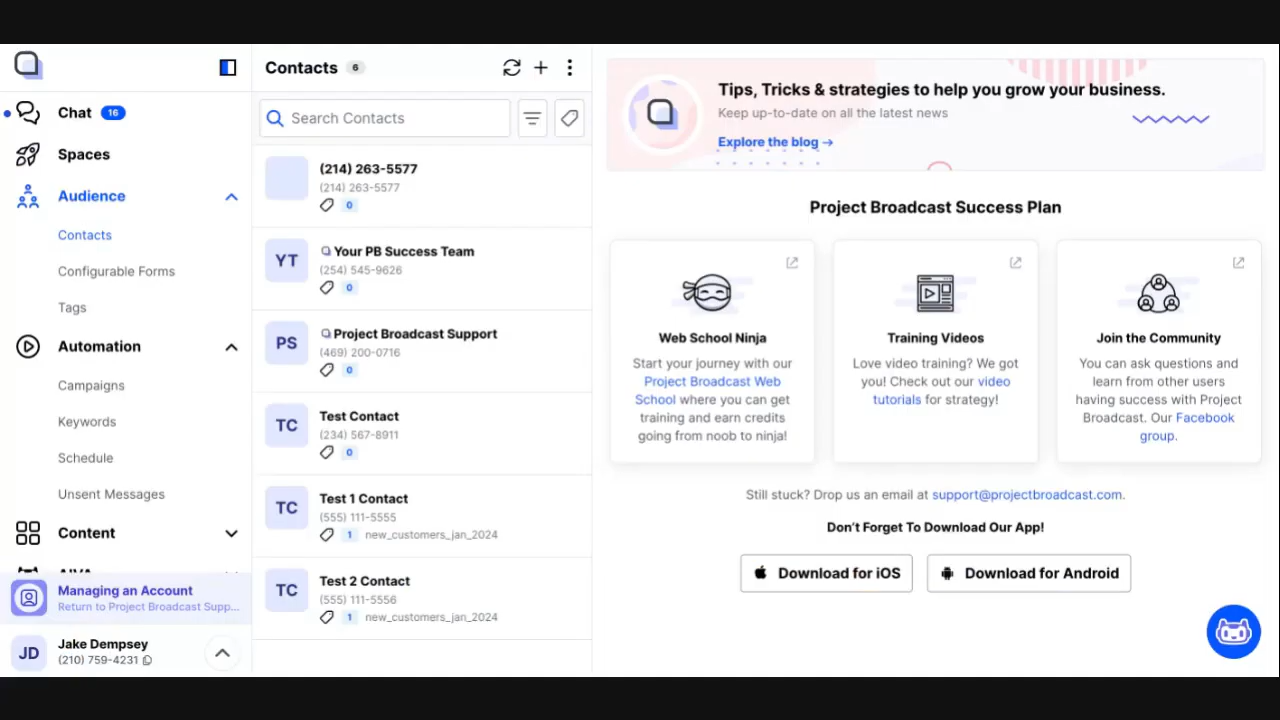 Chat 16
Spaces
Audience
Contacts
Configurable Forms
Tags
Automation
Campaigns
Keywords
Schedule
Unsent Messages
Content
AIVA
Managing an Account
Return to Project Broadcast Supp...
JD
Jake Dempsey
(210) 759-4231
Contacts 6
Search Contacts
(214) 263-5577
(214) 263-5577
0
YT
Your PB Success Team
(254) 545-9626
0
PS
Project Broadcast Support
(469) 200-0716
0
TC
Test Contact
(234) 567-8911
0
TC
Test 1 Contact
(555) 111-5555
1 new_customers_jan_2024
TC
Test 2 Contact
(555) 111-5556
1 new_customers_jan_2024
Tips, Tricks & strategies to help you grow your business.
Keep up-to-date on all the latest news
Explore the blog →
Project Broadcast Success Plan
Web School Ninja
Start your journey with our
Project Broadcast Web
School where you can get
training and earn credits
going from noob to ninja!
Training Videos
Love video training? We got
you! Check out our video
tutorials for strategy!
Join the Community
You can ask questions and
learn from other users
having success with Project
Broadcast. Our Facebook
group.
Still stuck? Drop us an email at support@projectbroadcast.com.
Don't Forget To Download Our App!
Download for iOS
Download for Android